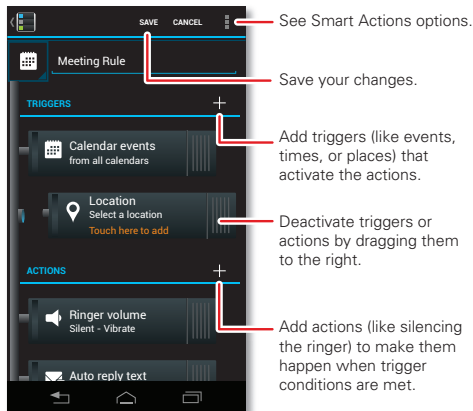 SAVE CANCEL
Meeting Rule
TRIGGERS +
Calendar events
from all calendars
Location
Select a location
Touch here to add
ACTIONS +
Ringer volume
Silent - Vibrate
Auto reply text
See Smart Actions options.
Save your changes.
Add triggers (like events,
times, or places) that
activate the actions.
Deactivate triggers or
actions by dragging them
to the right.
Add actions (like silencing
the ringer) to make them
happen when trigger
conditions are met.